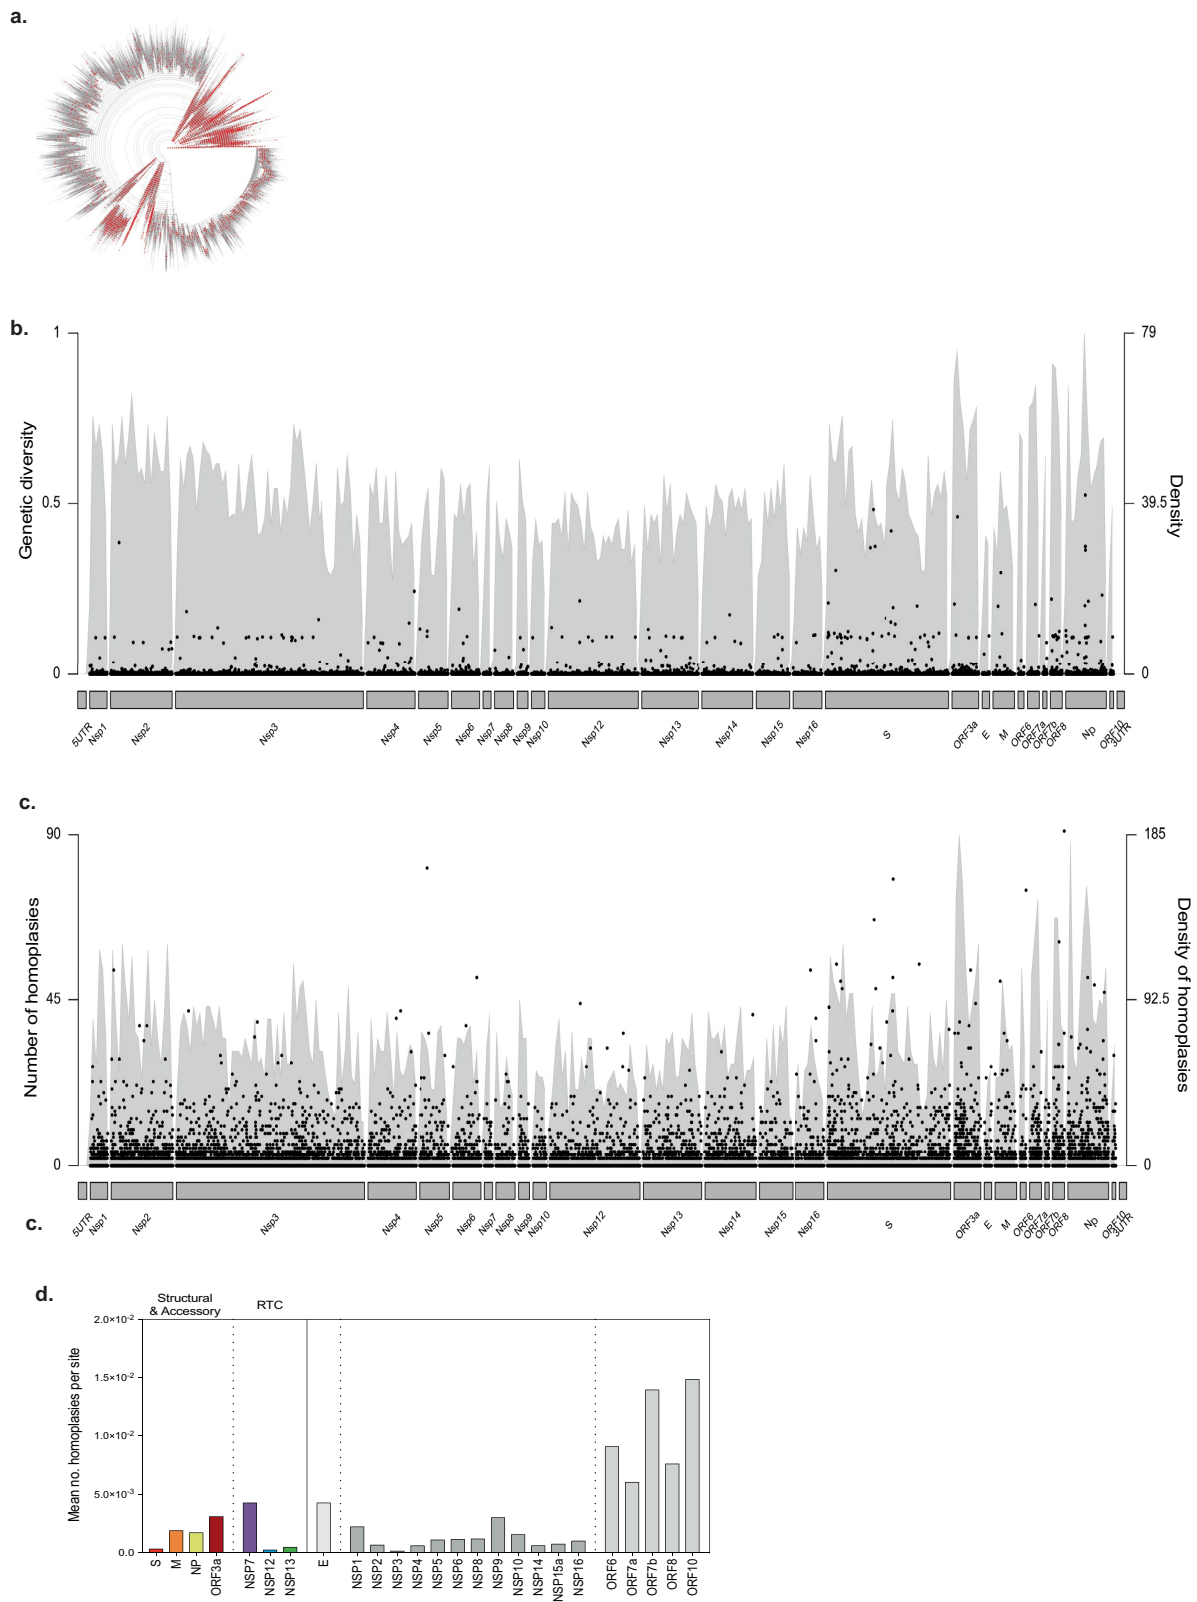 a.
b.
1
79
Genetic diversity
0.5
39.5
Density
0
0
5UTR
Nsp1
Nsp2
Nsp3
Nsp4
Nsp5
Nsp6
Nsp7
Nsp8
Nsp9
Nsp10
Nsp12
Nsp13
Nsp14
Nsp15
Nsp16
S
ORF3a
E
M
ORF6
ORF7a
ORF7b
ORF8
Np
ORF10
3UTR
c.
90
185
Number of homoplasies
45
92.5
Density of homoplasies
0
0
5UTR
Nsp1
Nsp2
Nsp3
Nsp4
Nsp5
Nsp6
Nsp7
Nsp8
Nsp9
Nsp10
Nsp12
Nsp13
Nsp14
Nsp15
Nsp16
S
ORF3a
E
M
ORF6
ORF7a
ORF7b
ORF8
Np
ORF10
3UTR
c.
d.
Structural
& Accessory
RTC
Mean no. homoplasies per site
2.0×10⁻²
1.5×10⁻²
1.0×10⁻²
5.0×10⁻³
0.0
S
M
NP
ORF3a
NSP7
NSP12
NSP13
E
NSP1
NSP2
NSP3
NSP4
NSP5
NSP6
NSP8
NSP9
NSP10
NSP14
NSP15a
NSP16
ORF6
ORF7a
ORF7b
ORF8
ORF10